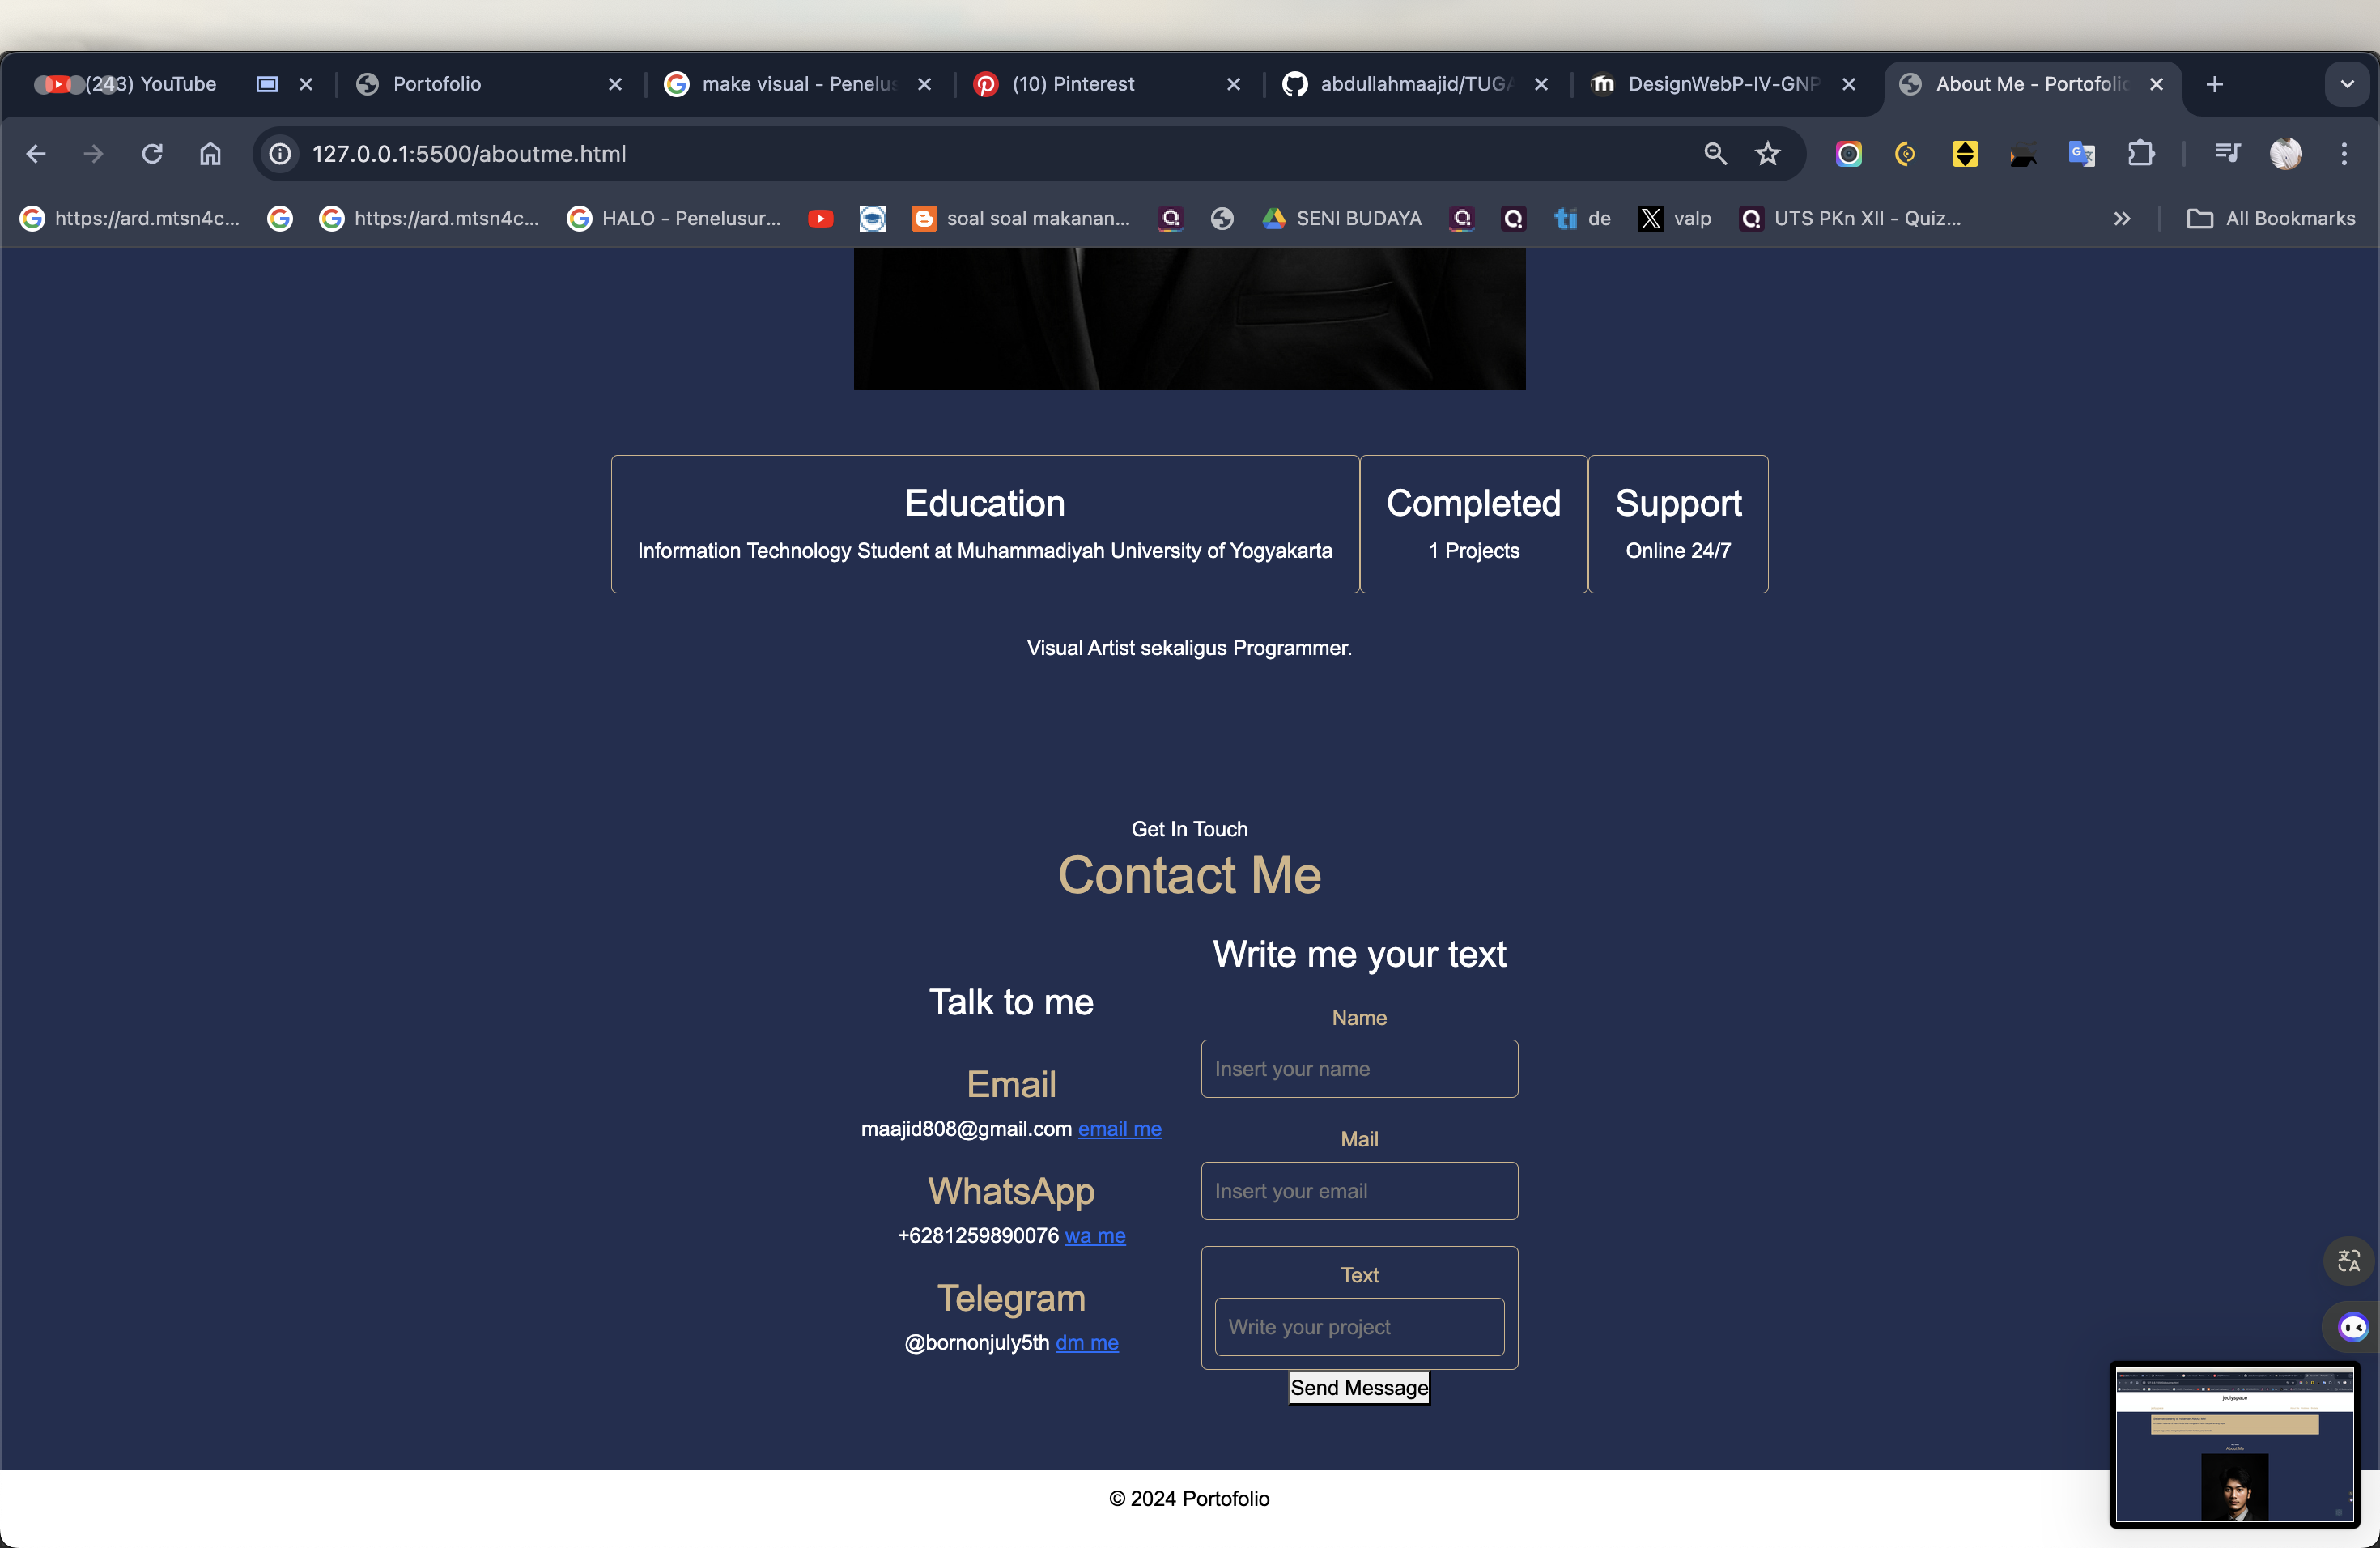 (243) YouTube
Portofolio
make visual - Penelus
(10) Pinterest
abdullahmaajid/TUGA
DesignWebP-IV-GNP
About Me - Portofolio
127.0.0.1:5500/aboutme.html
https://ard.mtsn4c...
https://ard.mtsn4c...
HALO - Penelusur...
soal soal makanan...
SENI BUDAYA
de
valp
UTS PKn XII - Quiz...
All Bookmarks
Education
Information Technology Student at Muhammadiyah University of Yogyakarta
Completed
1 Projects
Support
Online 24/7
Visual Artist sekaligus Programmer.
Get In Touch
Contact Me
Talk to me
Email
maajid808@gmail.com email me
WhatsApp
+6281259890076 wa me
Telegram
@bornonjuly5th dm me
Write me your text
Name
Insert your name
Mail
Insert your email
Text
Write your project
Send Message
© 2024 Portofolio
jediyspace
About Me